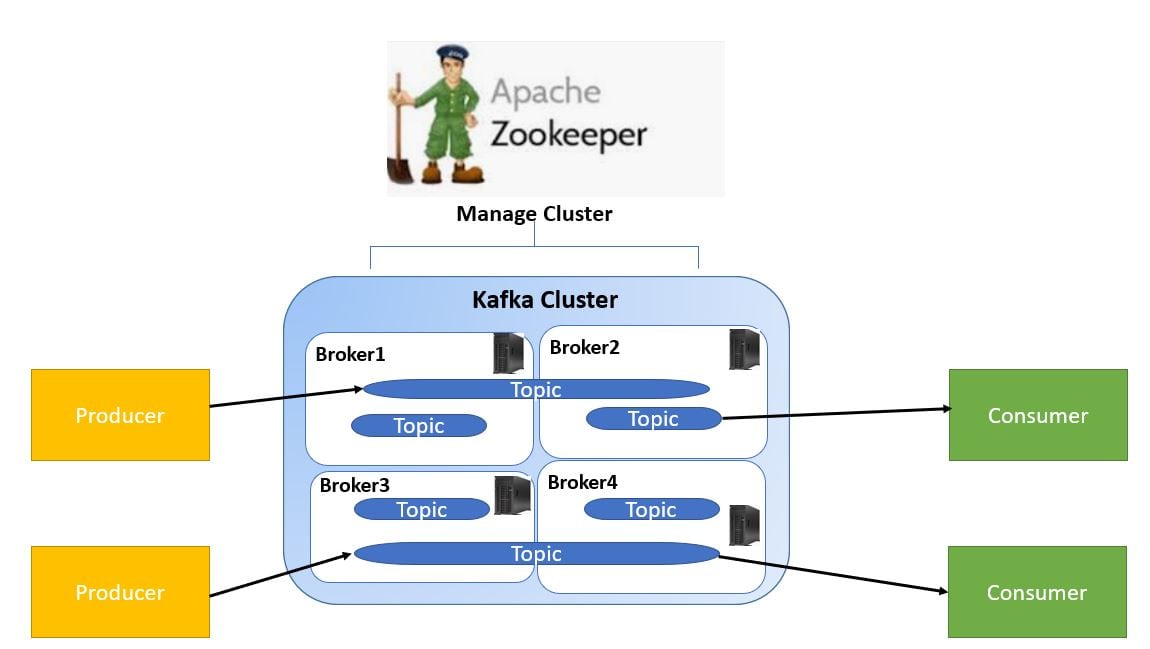 Apache
Zookeeper
Manage Cluster
Kafka Cluster
Broker1
Broker2
Topic
Topic
Topic
Producer
Consumer
Broker3
Broker4
Topic
Topic
Topic
Producer
Consumer